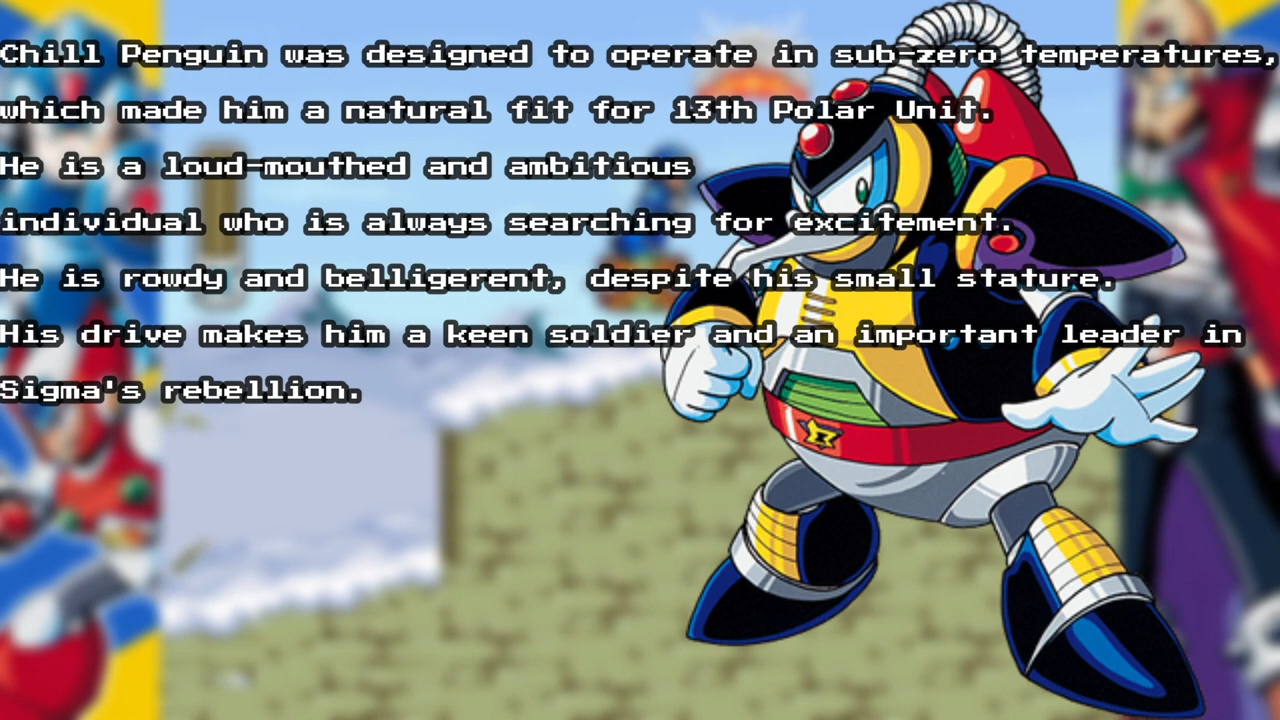 Chill Penguin was designed to operate in sub-zero temperatures,
which made him a natural fit for 13th Polar Unit.
He is a loud-mouthed and ambitious
individual who is always searching for excitement.
He is rowdy and belligerent, despite his small stature.
His drive makes him a keen soldier and an important leader in
Sigma's rebellion.